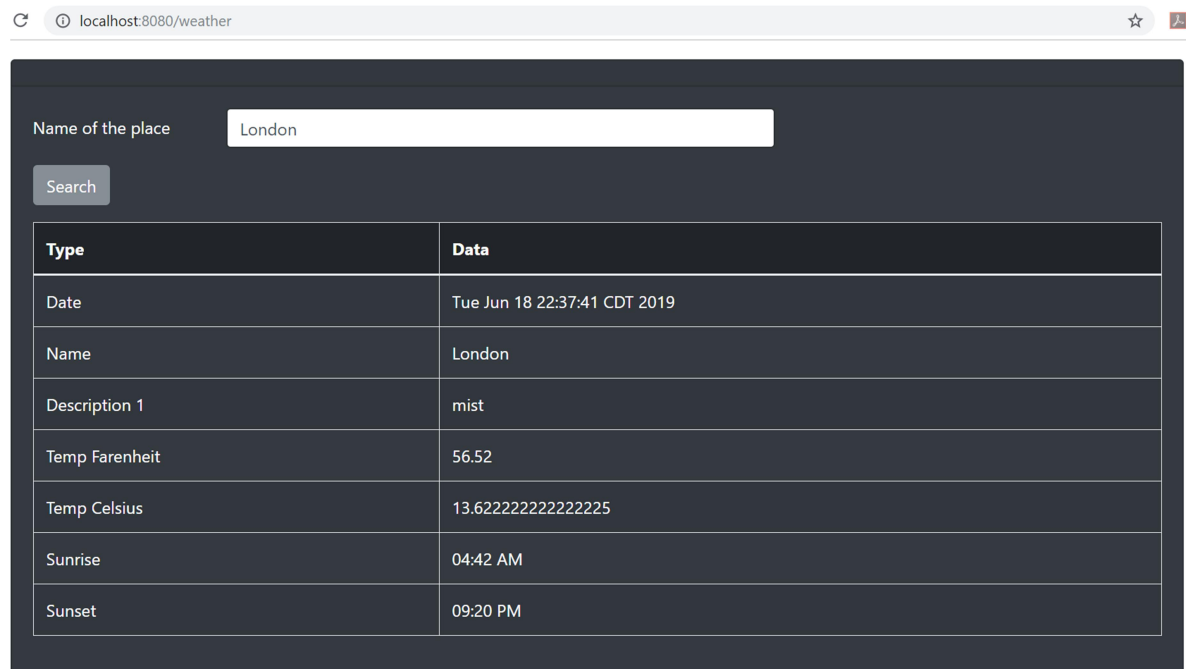 localhost:8080/weather
Name of the place London
Search
Type Data
Date Tue Jun 18 22:37:41 CDT 2019
Name London
Description 1 mist
Temp Farenheit 56.52
Temp Celsius 13.622222222222225
Sunrise 04:42 AM
Sunset 09:20 PM